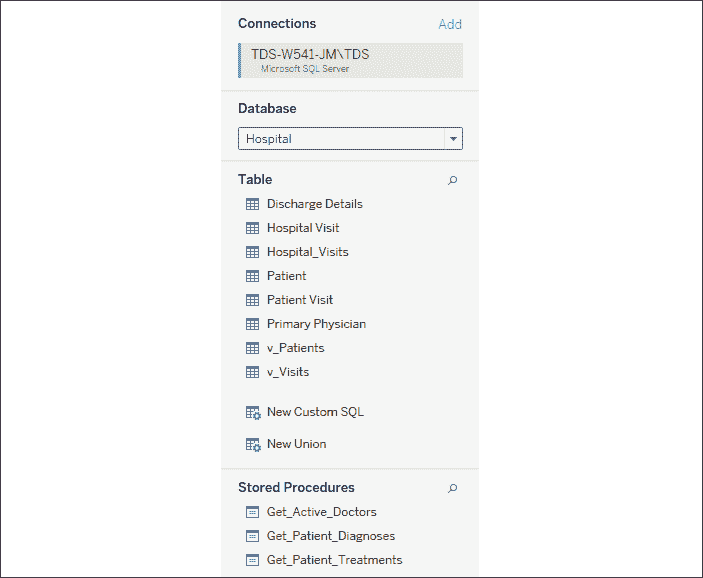 Connections Add
TDS-W541-JM\TDS
Microsoft SQL Server
Database
Hospital
Table
Discharge Details
Hospital Visit
Hospital_Visits
Patient
Patient Visit
Primary Physician
v_Patients
v_Visits
New Custom SQL
New Union
Stored Procedures
Get_Active_Doctors
Get_Patient_Diagnoses
Get_Patient_Treatments